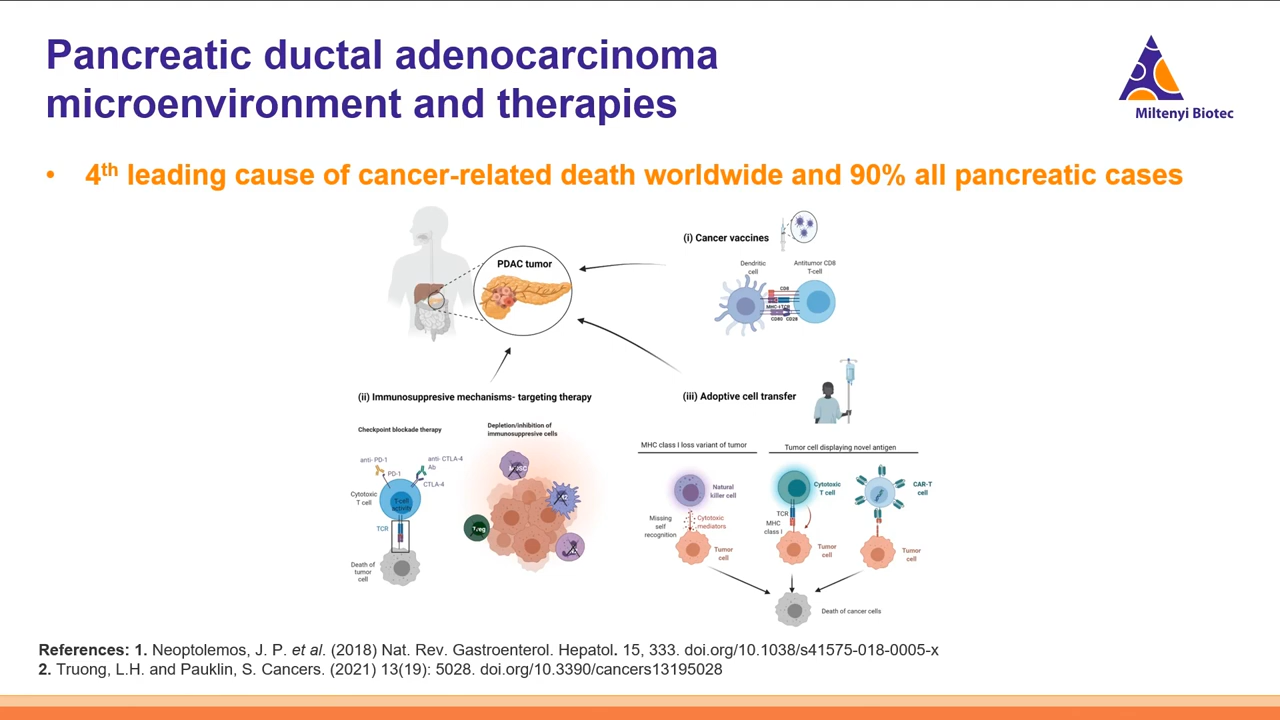 Pancreatic ductal adenocarcinoma
microenvironment and therapies
Miltenyi Biotec
• 4th leading cause of cancer-related death worldwide and 90% all pancreatic cases
PDAC tumor
(i) Cancer vaccines
Dendritic
cell
Antitumor CD8
T-cell
CD8
MHC-I TCR
CD80 CD28
(ii) Immunosuppresive mechanisms- targeting therapy
Checkpoint blockade therapy
anti- PD-1
PD-1
anti- CTLA-4
Ab
CTLA-4
Cytotoxic
T cell
T cell
activity
TCR
Death of
tumor
cell
Depletion/inhibition of
immunosuppresive cells
Treg
(iii) Adoptive cell transfer
MHC class I loss variant of tumor
Natural
killer cell
Missing
self
recognition
Cytotoxic
mediators
Tumor
cell
Tumor cell displaying novel antigen
Cytotoxic
T cell
TCR
MHC
class I
Tumor
cell
CAR-T
cell
Tumor
cell
Death of cancer cells
References: 1. Neoptolemos, J. P. et al. (2018) Nat. Rev. Gastroenterol. Hepatol. 15, 333. doi.org/10.1038/s41575-018-0005-x
2. Truong, L.H. and Pauklin, S. Cancers. (2021) 13(19): 5028. doi.org/10.3390/cancers13195028